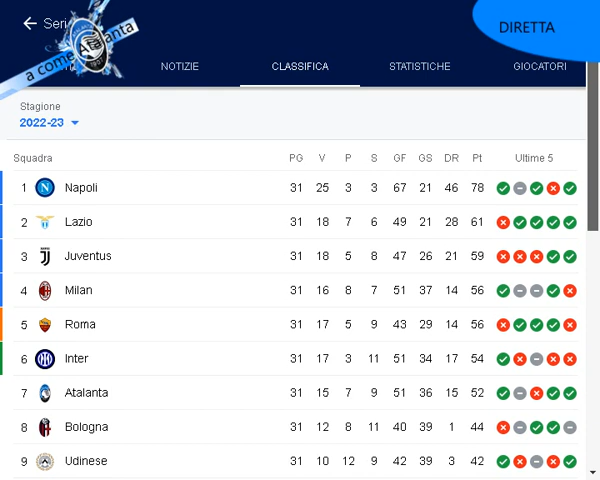 ← Seri
a come Atalanta
DIRETTA
NOTIZIE CLASSIFICA STATISTICHE GIOCATORI
Stagione
2022-23
Squadra PG V P S GF GS DR Pt Ultime 5
1 Napoli 31 25 3 3 67 21 46 78
2 Lazio 31 18 7 6 49 21 28 61
3 Juventus 31 18 5 8 47 26 21 59
4 Milan 31 16 8 7 51 37 14 56
5 Roma 31 17 5 9 43 29 14 56
6 Inter 31 17 3 11 51 34 17 54
7 Atalanta 31 15 7 9 51 36 15 52
8 Bologna 31 12 8 11 40 39 1 44
9 Udinese 31 10 12 9 42 39 3 42